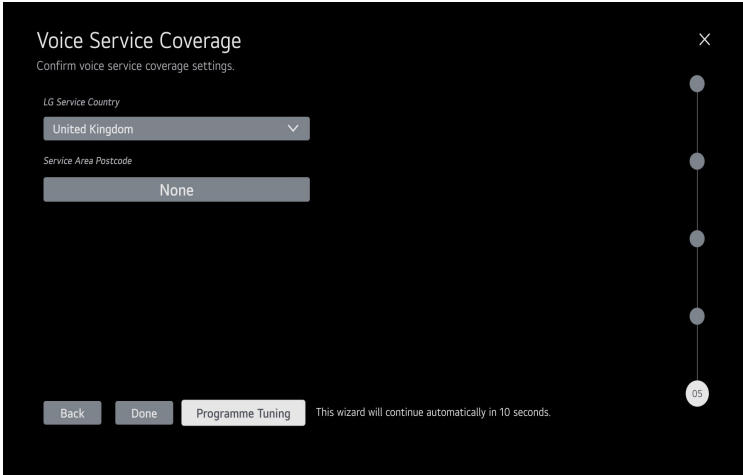 Voice Service Coverage
Confirm voice service coverage settings.
LG Service Country
United Kingdom
Service Area Postcode
None
05
Back
Done
Programme Tuning
This wizard will continue automatically in 10 seconds.